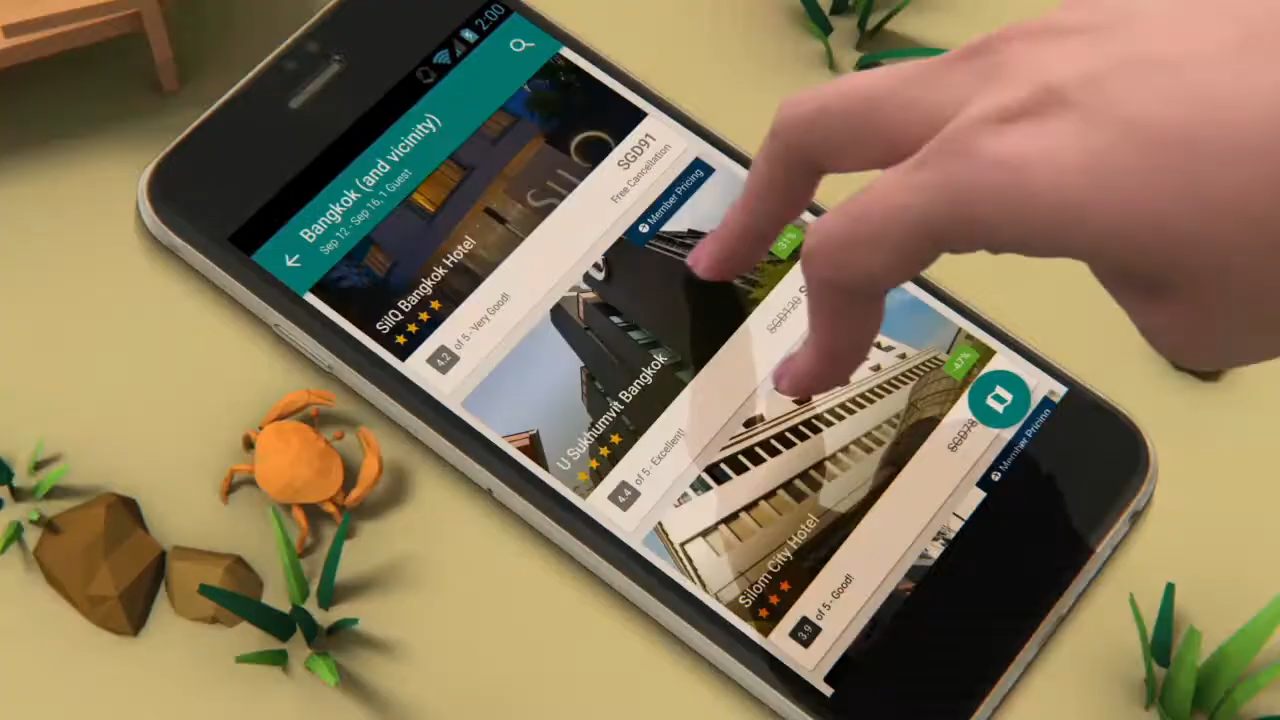 2:00
Bangkok (and vicinity)
Sep 12 - Sep 16, 1 Guest
SilQ Bangkok Hotel
4.2 of 5 - Very Good!
SGD91
Free Cancellation
Member Pricing
U Sukhumvit Bangkok
4.4 of 5 - Excellent!
-31%
SGD120
Silom City Hotel
3.9 of 5 - Good!
-47%
Member Pricing